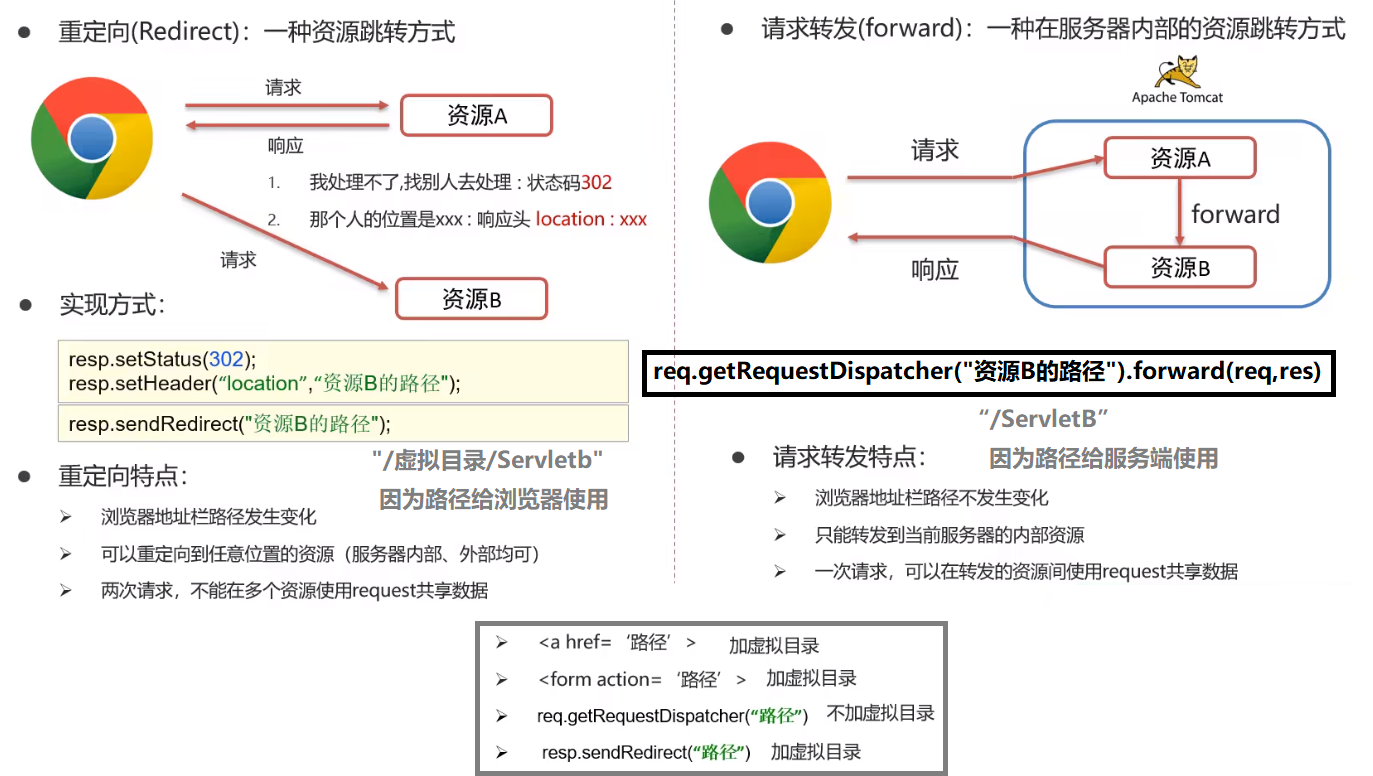 重定向(Redirect)：一种资源跳转方式
请求
资源A
响应
1. 我处理不了,找别人去处理 : 状态码302
2. 那个人的位置是xxx : 响应头 location : xxx
请求
资源B
实现方式：
resp.setStatus(302);
resp.setHeader(“location”,“资源B的路径");
resp.sendRedirect("资源B的路径");
"/虚拟目录/Servletb"
因为路径给浏览器使用
重定向特点：
浏览器地址栏路径发生变化
可以重定向到任意位置的资源（服务器内部、外部均可）
两次请求，不能在多个资源使用request共享数据
请求转发(forward)：一种在服务器内部的资源跳转方式
Apache Tomcat
请求
资源A
forward
响应
资源B
req.getRequestDispatcher("资源B的路径").forward(req,res)
“/ServletB”
因为路径给服务端使用
请求转发特点：
浏览器地址栏路径不发生变化
只能转发到当前服务器的内部资源
一次请求，可以在转发的资源间使用request共享数据
<a href=‘路径’> 加虚拟目录
<form action=‘路径’> 加虚拟目录
req.getRequestDispatcher(“路径”) 不加虚拟目录
resp.sendRedirect(“路径”) 加虚拟目录